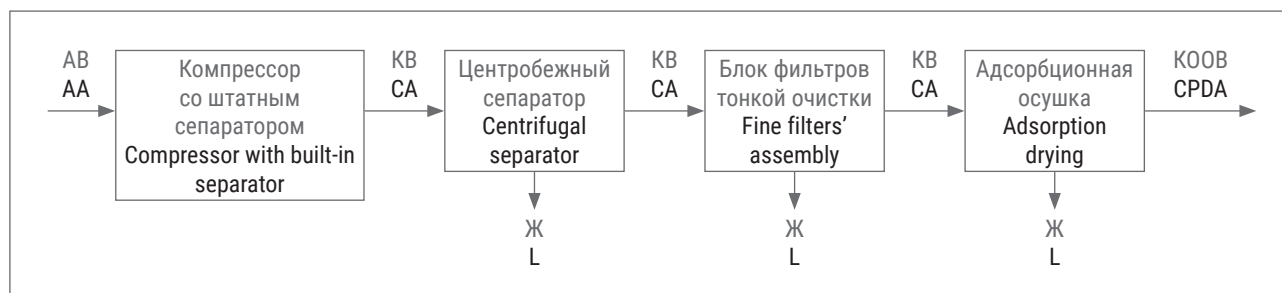 АВ
AA
Компрессор
со штатным
сепаратором
Compressor with built-in
separator
КВ
CA
Центробежный
сепаратор
Centrifugal
separator
КВ
CA
Блок фильтров
тонкой очистки
Fine filters’
assembly
КВ
CA
Адсорбционная
осушка
Adsorption
drying
КООВ
CPDA
Ж
L
Ж
L
Ж
L